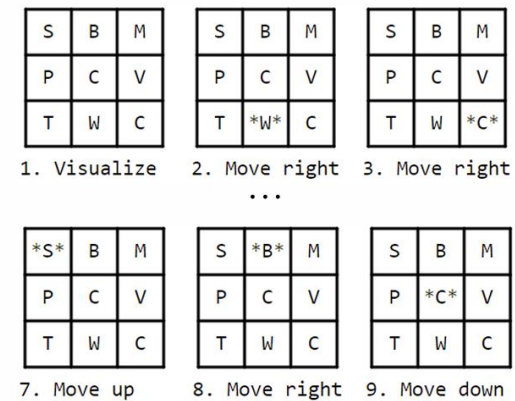 S B M S B M S B M
P C V P C V P C V
T W C T *W* C T W *C*
1. Visualize 2. Move right 3. Move right
...
*S* B M S *B* M S B M
P C V P C V P *C* V
T W C T W C T W C
7. Move up 8. Move right 9. Move down